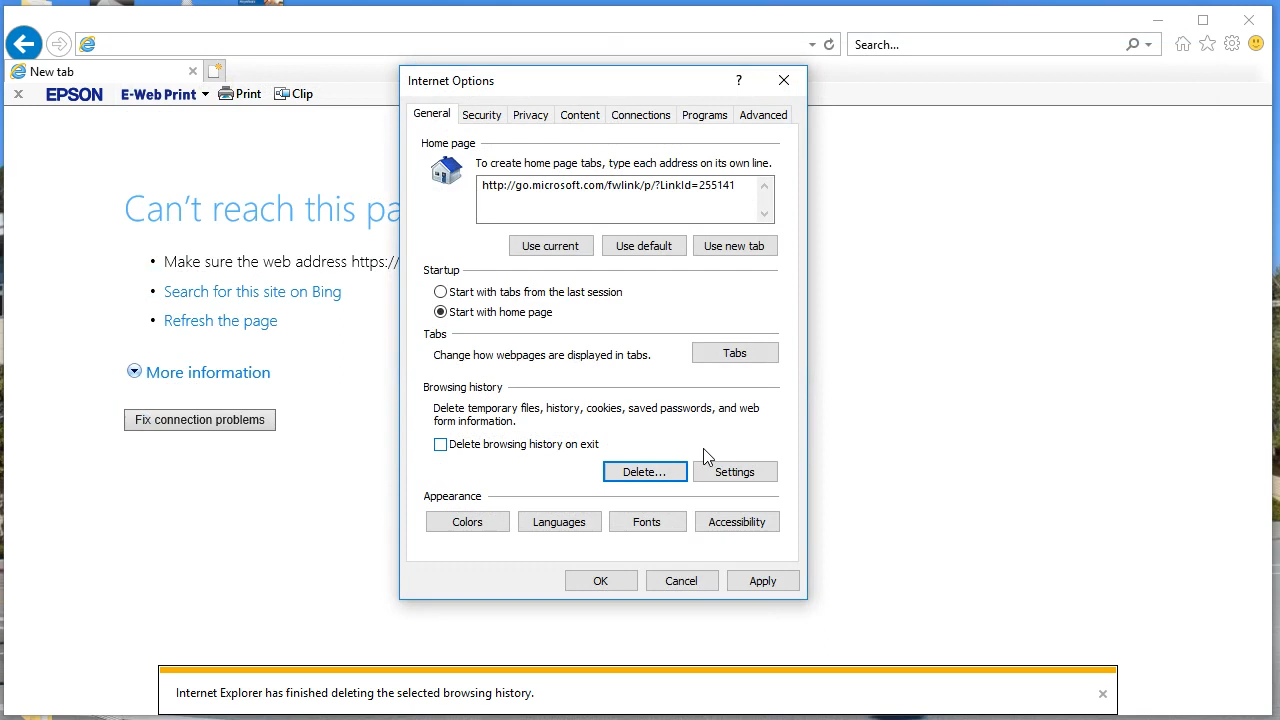 Search...
New tab
EPSON E-Web Print Print Clip
Internet Options ?
General Security Privacy Content Connections Programs Advanced
Can't reach this pa
Make sure the web address https://
Search for this site on Bing
Refresh the page
More information
Fix connection problems
Home page
To create home page tabs, type each address on its own line.
http://go.microsoft.com/fwlink/p/?LinkId=255141
Use current Use default Use new tab
Startup
Start with tabs from the last session
Start with home page
Tabs
Change how webpages are displayed in tabs. Tabs
Browsing history
Delete temporary files, history, cookies, saved passwords, and web
form information.
Delete browsing history on exit
Delete... Settings
Appearance
Colors Languages Fonts Accessibility
OK Cancel Apply
Internet Explorer has finished deleting the selected browsing history.